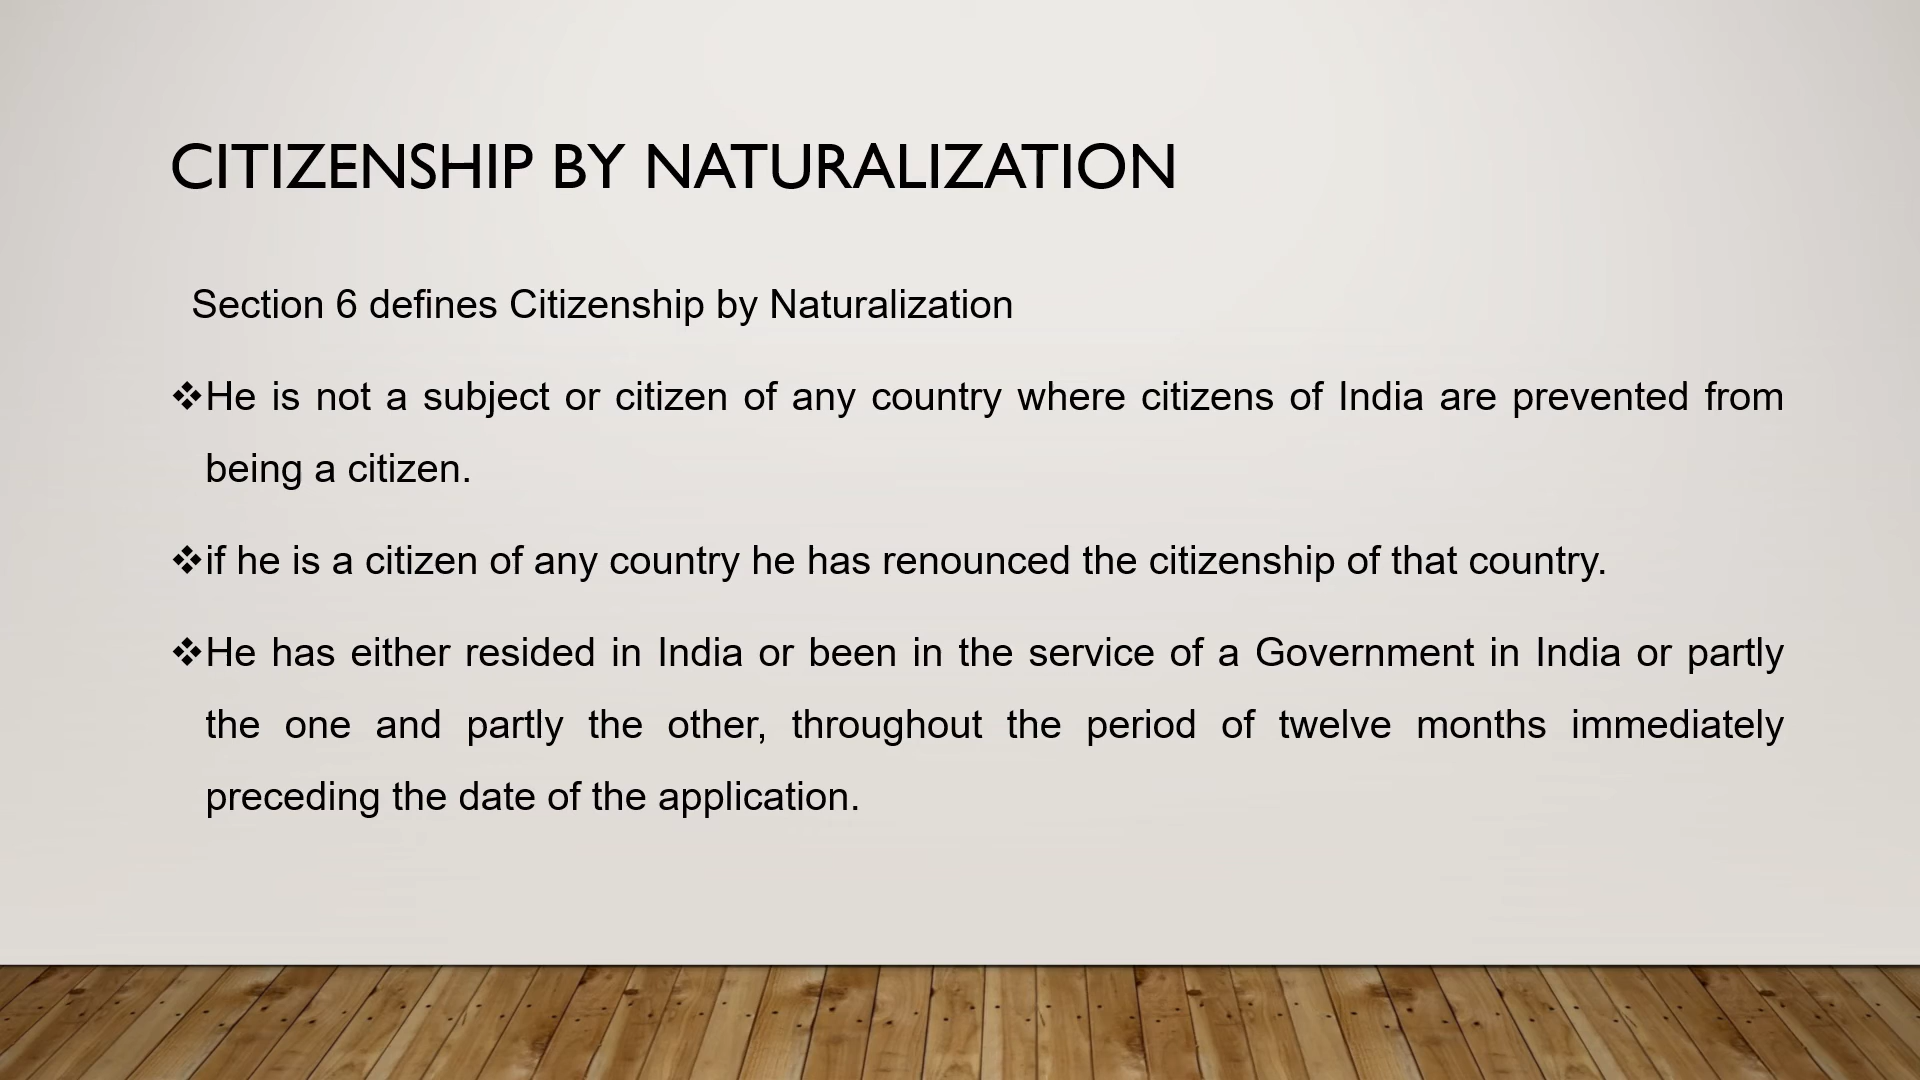 CITIZENSHIP BY NATURALIZATION
Section 6 defines Citizenship by Naturalization
❖He is not a subject or citizen of any country where citizens of India are prevented from
being a citizen.
❖if he is a citizen of any country he has renounced the citizenship of that country.
❖He has either resided in India or been in the service of a Government in India or partly
the one and partly the other, throughout the period of twelve months immediately
preceding the date of the application.